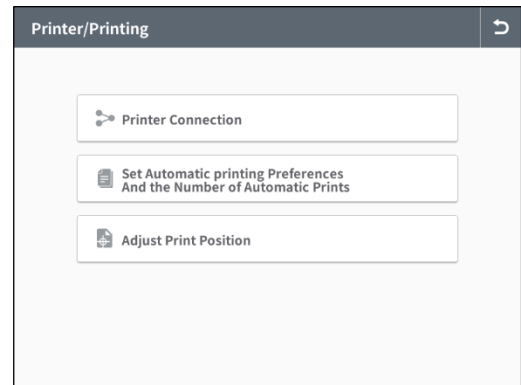 Printer/Printing
Printer Connection
Set Automatic printing Preferences
And the Number of Automatic Prints
Adjust Print Position